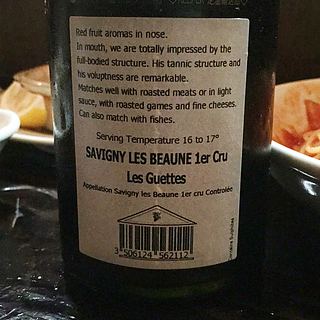 Red fruit aromas in nose.
In mouth, we are totally impressed by the
full-bodied structure. His tannic structure and
his voluptness are remarkable.
Matches well with roasted meats or in light
sauce, with roasted games and fine cheeses.
Can also match with fishes.
Serving Temperature 16 to 17°
SAVIGNY LES BEAUNE 1er Cru
Les Guettes
Appellation Savigny les Beaune 1er cru Controlée
3 506124 562112
Contains Sulphites